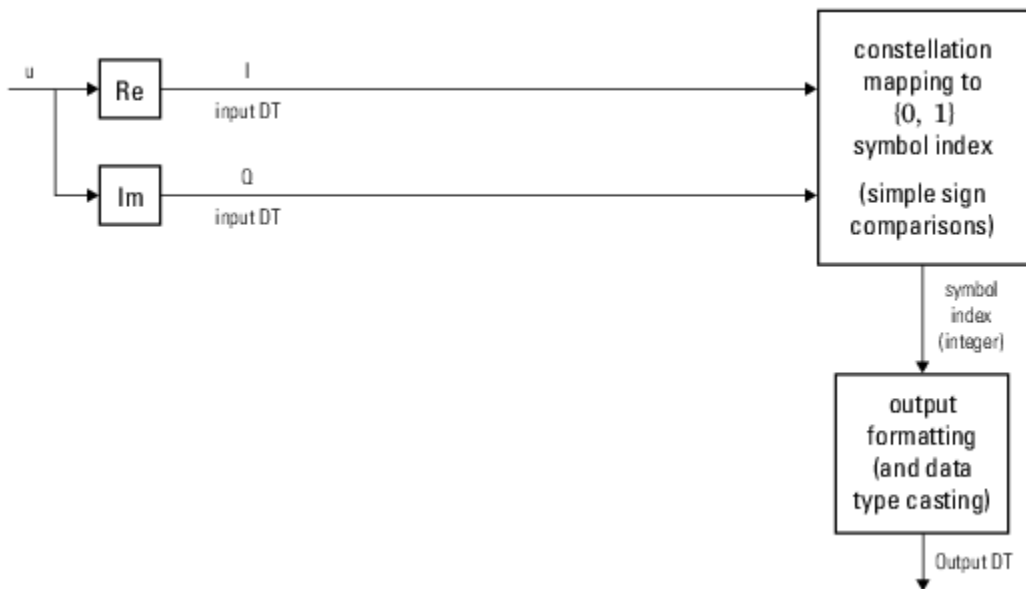 u
Re
I
input DT
Im
Q
input DT
constellation
mapping to
{0, 1}
symbol index
(simple sign
comparisons)
symbol
index
(integer)
output
formatting
(and data
type casting)
Output DT